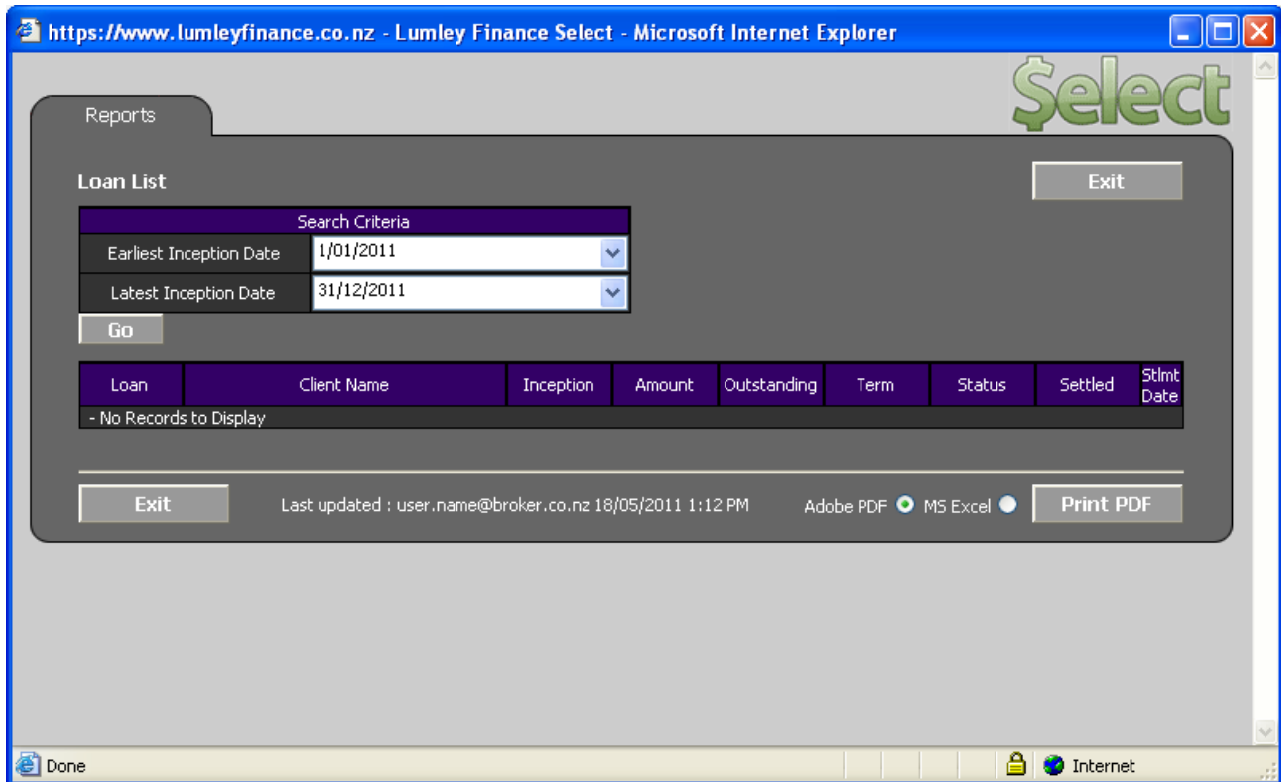 https://www.lumleyfinance.co.nz - Lumley Finance Select - Microsoft Internet Explorer
$elect
Reports
Loan List
Exit
Search Criteria
Earliest Inception Date 1/01/2011
Latest Inception Date 31/12/2011
Go
Loan Client Name Inception Amount Outstanding Term Status Settled Stlmt Date
- No Records to Display
Exit Last updated : user.name@broker.co.nz 18/05/2011 1:12 PM Adobe PDF MS Excel Print PDF
Done Internet